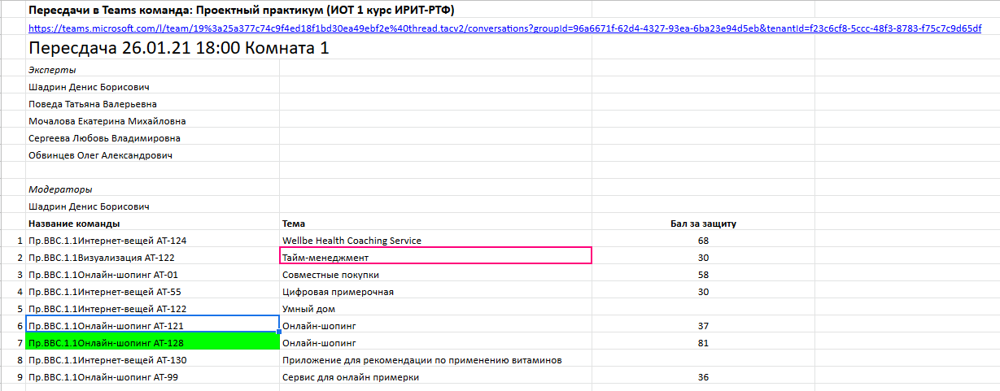 Пересдачи в Teams команда: Проектный практикум (ИОТ 1 курс ИРИТ-РТФ)
https://teams.microsoft.com/l/team/19%3a25a377c74c9f4ed18f1bd30ea49ebf2e%40thread.tacv2/conversations?groupId=96a6671f-62d4-4327-93ea-6ba23e94d5eb&tenantId=f23c6cf8-5ccc-48f3-8783-f75c7c9d65df
Пересдача 26.01.21 18:00 Комната 1
Эксперты
Шадрин Денис Борисович
Поведа Татьяна Валерьевна
Мочалова Екатерина Михайловна
Сергеева Любовь Владимировна
Обвинцев Олег Александрович
Модераторы
Шадрин Денис Борисович
Название команды Тема Бал за защиту
1 Пр.ВВС.1.1Интернет-вещей АТ-124 Wellbe Health Coaching Service 68
2 Пр.ВВС.1.1Визуализация АТ-122 Тайм-менеджмент 30
3 Пр.ВВС.1.1Онлайн-шопинг АТ-01 Совместные покупки 58
4 Пр.ВВС.1.1Интернет-вещей АТ-55 Цифровая примерочная 30
5 Пр.ВВС.1.1Интернет-вещей АТ-122 Умный дом
6 Пр.ВВС.1.1Онлайн-шопинг АТ-121 Онлайн-шопинг 37
7 Пр.ВВС.1.1Онлайн-шопинг АТ-128 Онлайн-шопинг 81
8 Пр.ВВС.1.1Интернет-вещей АТ-130 Приложение для рекомендации по применению витаминов
9 Пр.ВВС.1.1Онлайн-шопинг АТ-99 Сервис для онлайн примерки 36